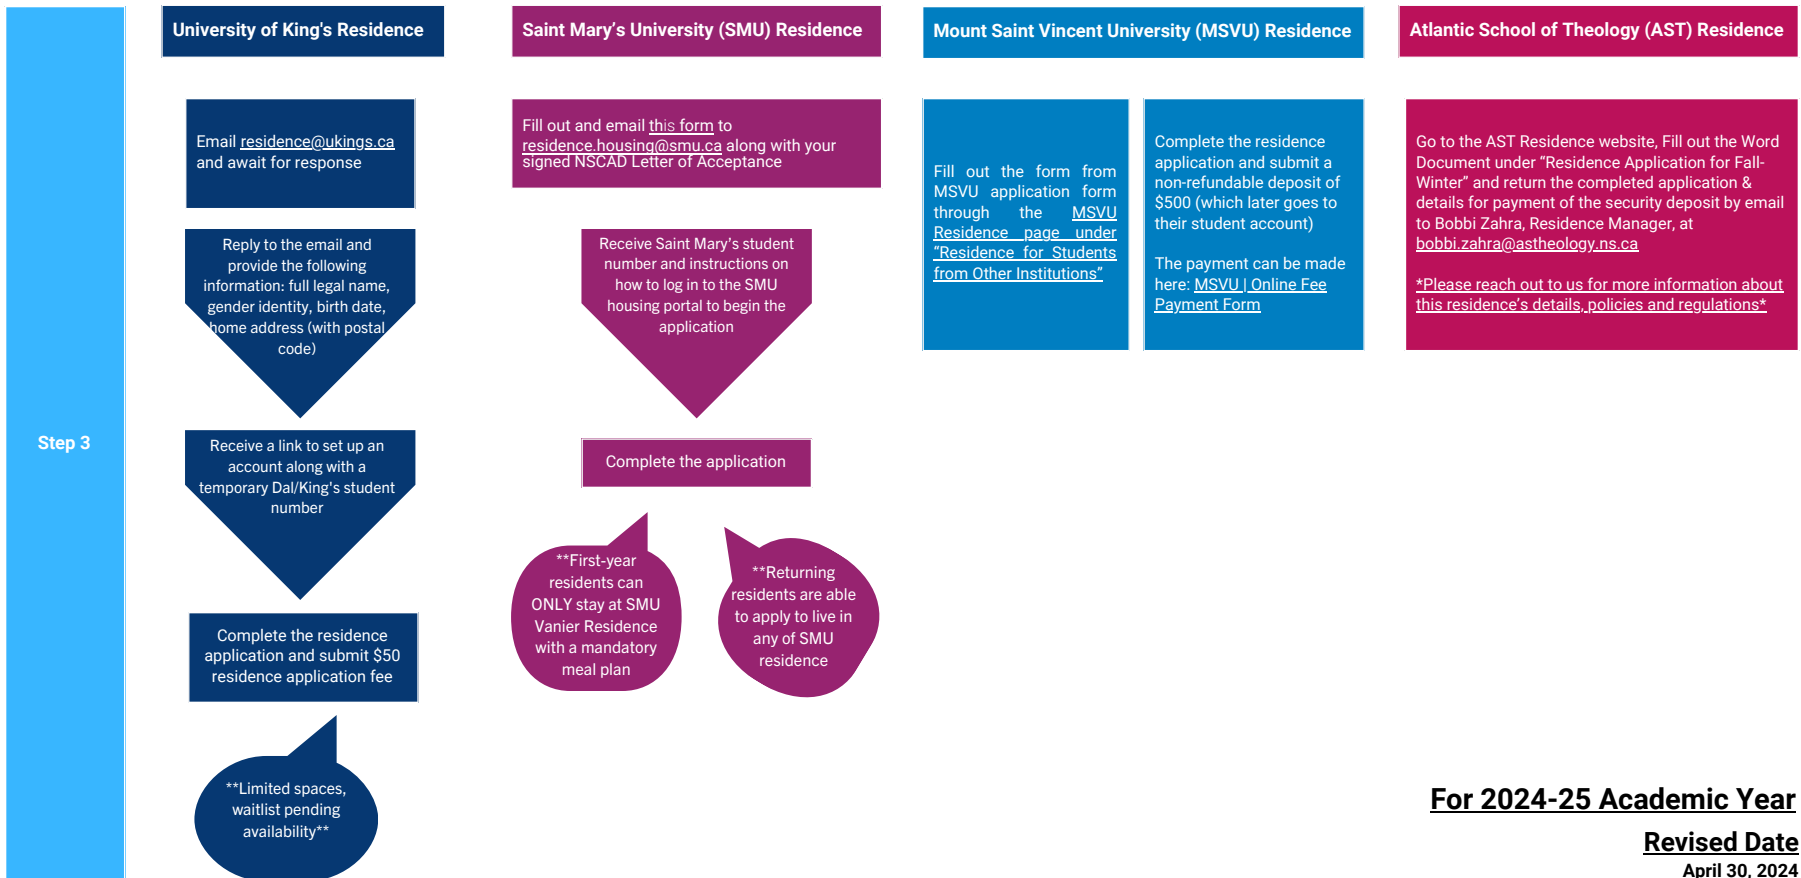 Step 3
University of King's Residence
Email residence@ukings.ca
and await for response
Reply to the email and
provide the following
information: full legal name,
gender identity, birth date,
home address (with postal
code)
Receive a link to set up an
account along with a
temporary Dal/King's student
number
Complete the residence
application and submit $50
residence application fee
**Limited spaces,
waitlist pending
availability**
Saint Mary’s University (SMU) Residence
Fill out and email this form to
residence.housing@smu.ca along with your
signed NSCAD Letter of Acceptance
Receive Saint Mary’s student
number and instructions on
how to log in to the SMU
housing portal to begin the
application
Complete the application
**First-year
residents can
ONLY stay at SMU
Vanier Residence
with a mandatory
meal plan
**Returning
residents are able
to apply to live in
any of SMU
residence
Mount Saint Vincent University (MSVU) Residence
Fill out the form from
MSVU application form
through the MSVU
Residence page under
“Residence for Students
from Other Institutions”
Complete the residence
application and submit a
non-refundable deposit of
$500 (which later goes to
their student account)
The payment can be made
here: MSVU | Online Fee
Payment Form
Atlantic School of Theology (AST) Residence
Go to the AST Residence website, Fill out the Word
Document under “Residence Application for Fall-
Winter” and return the completed application &
details for payment of the security deposit by email
to Bobbi Zahra, Residence Manager, at
bobbi.zahra@astheology.ns.ca
*Please reach out to us for more information about
this residence’s details, policies and regulations*
For 2024-25 Academic Year
Revised Date
April 30, 2024